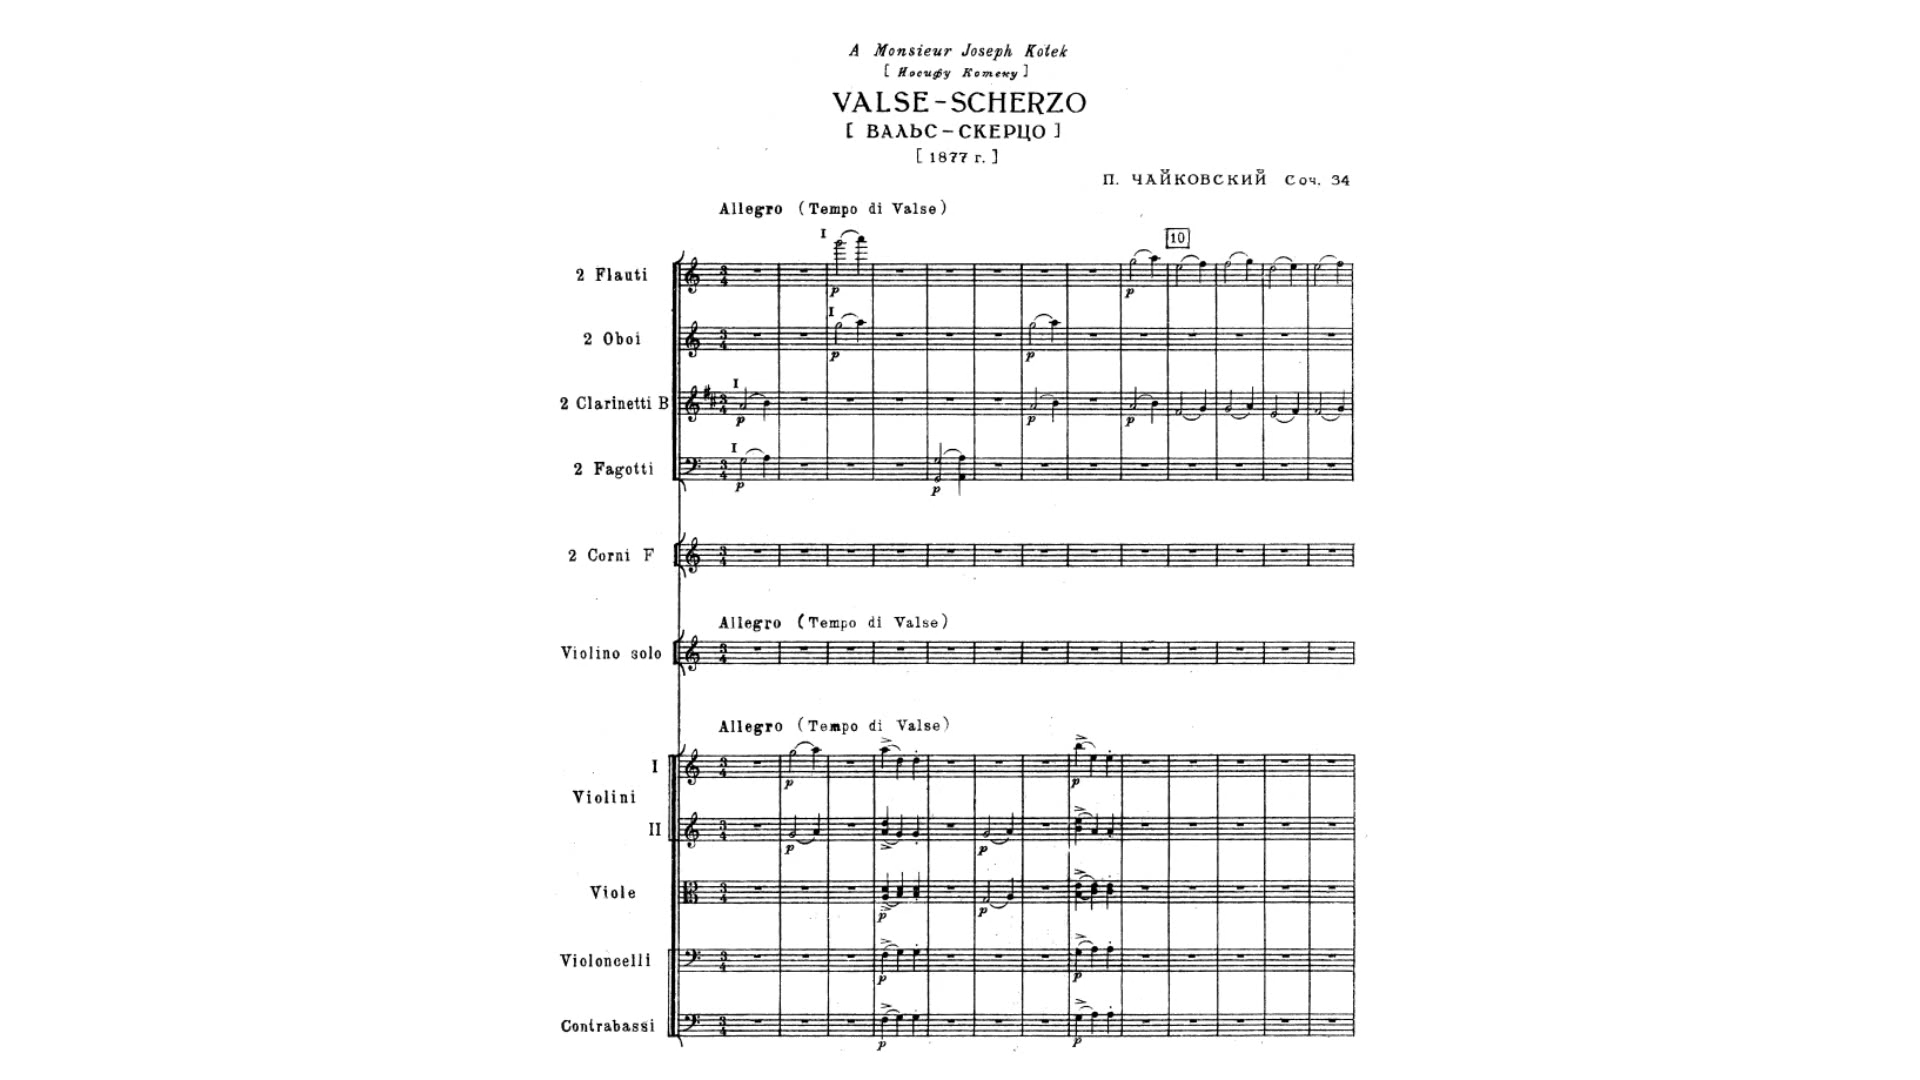 A Monsieur Joseph Kotek
[ Иосифу Котеку ]
VALSE – SCHERZO
[ ВАЛЬС – СКЕРЦО ]
[ 1877 г. ]
П. ЧАЙКОВСКИЙ Соч. 34
Allegro (Tempo di Valse)
I
10
2 Flauti
p
p
I
2 Oboi
p
p
I
2 Clarinetti B
p
p
p
I
2 Fagotti
p
p
2 Corni F
Allegro (Tempo di Valse)
Violino solo
Allegro (Tempo di Valse)
I
p
p
Violini
II
p
p
Viole
p
p
Violoncelli
p
p
Contrabassi
p
p